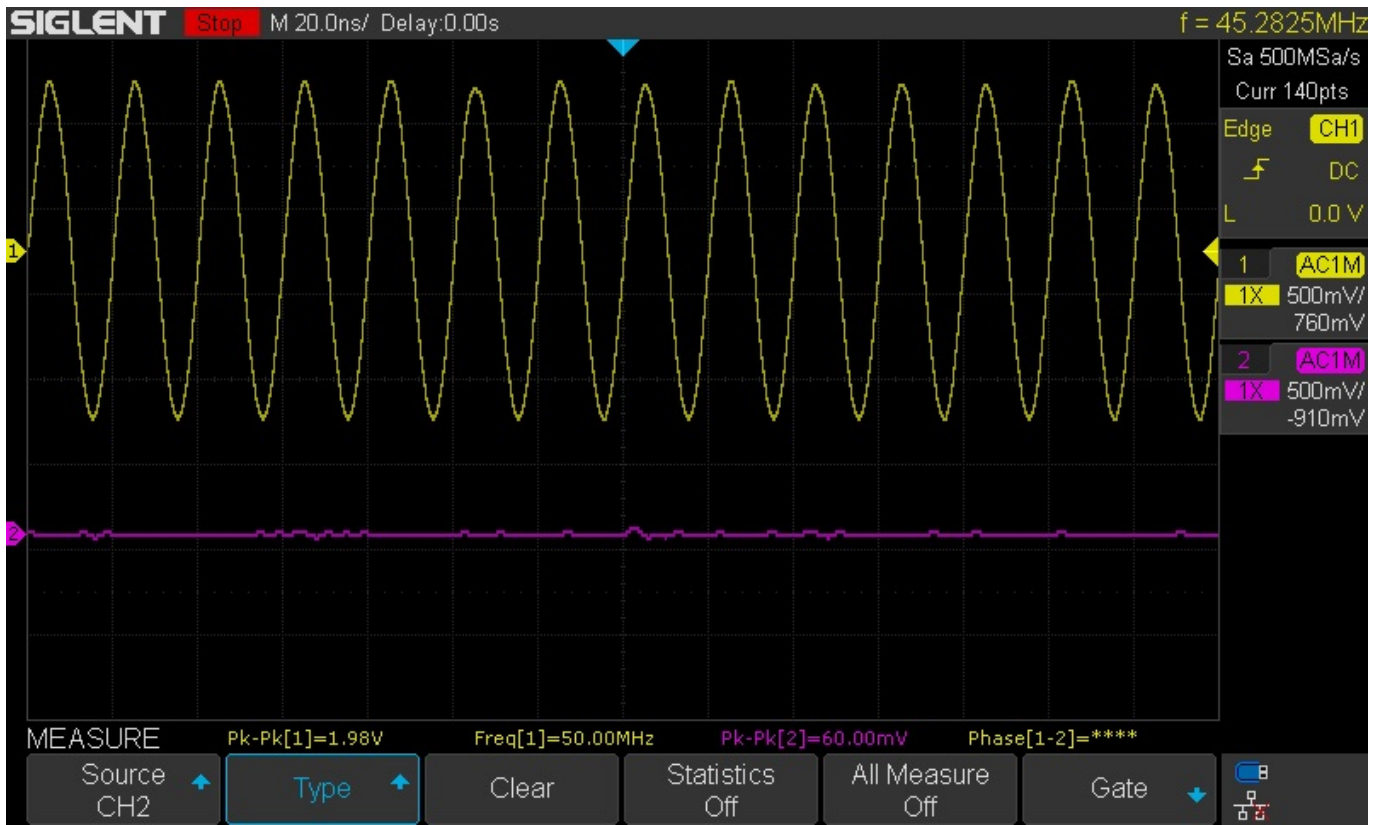 SIGLENT Stop M 20.0ns/ Delay:0.00s f = 45.2825MHz
Sa 500MSa/s
Curr 140pts
Edge CH1
DC
L 0.0 V
1
1 AC1M
1X 500mV/
760mV
2 AC1M
1X 500mV/
-910mV
2
MEASURE Pk-Pk[1]=1.98V Freq[1]=50.00MHz Pk-Pk[2]=60.00mV Phase[1-2]=****
Source Type Clear Statistics All Measure Gate
CH2 Off Off